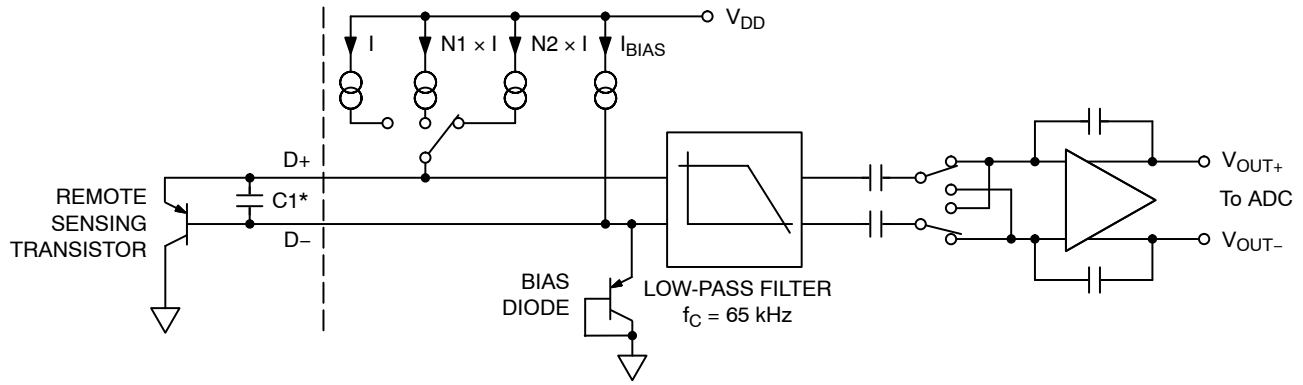 V_DD
I
N1 × I
N2 × I
I_BIAS
D+
C1*
D−
REMOTE
SENSING
TRANSISTOR
BIAS
DIODE
LOW-PASS FILTER
f_C = 65 kHz
V_OUT+
To ADC
V_OUT−